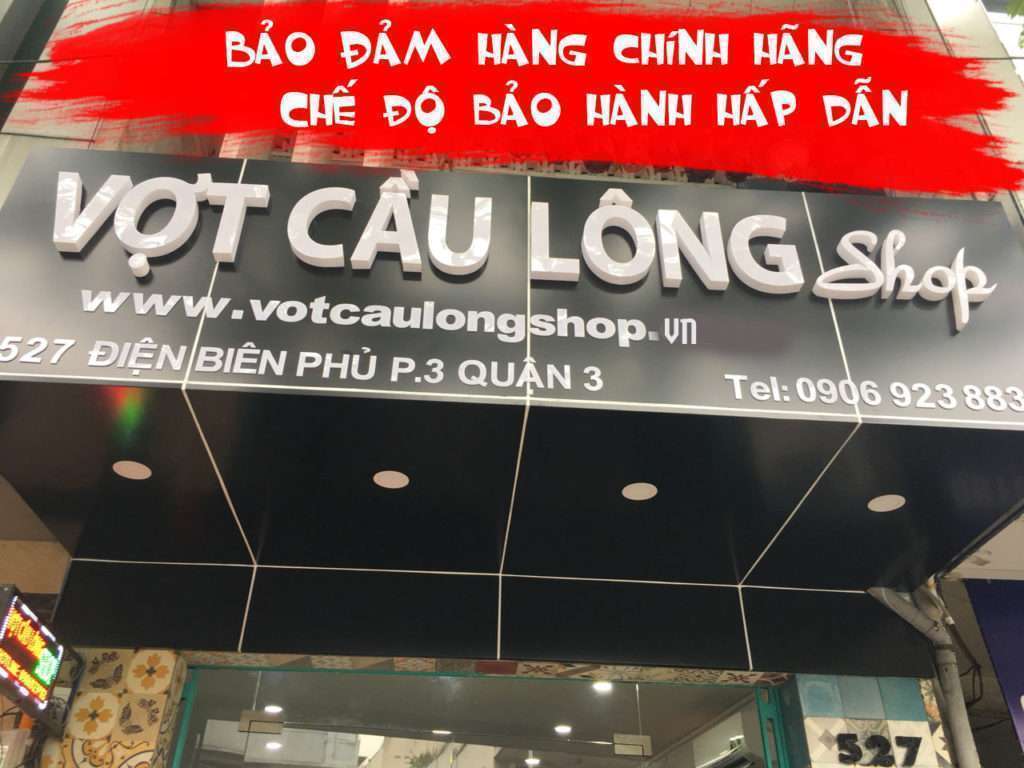 BẢO ĐẢM HÀNG CHÍNH HÃNG
CHẾ ĐỘ BẢO HÀNH HẤP DẪN
VỢT CẦU LÔNG Shop
www.votcaulongshop.vn
527 ĐIỆN BIÊN PHỦ P.3 QUẬN 3
Tel: 0906 923 883
527